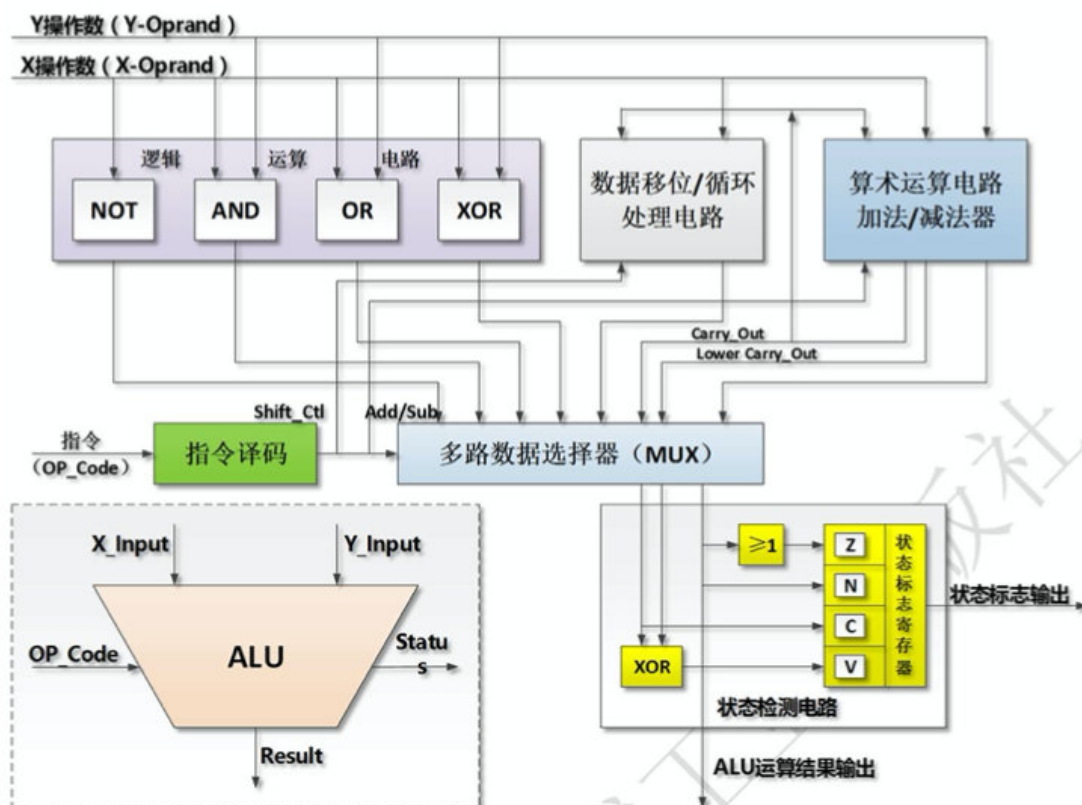 Y操作数（Y-Oprand）
X操作数（X-Oprand）
逻辑 运算 电路
NOT AND OR XOR
数据移位/循环
处理电路
算术运算电路
加法/减法器
Carry_Out
Lower Carry_Out
Shift_Ctl
Add/Sub
指令
（OP_Code）
指令译码
多路数据选择器（MUX）
X_Input
Y_Input
OP_Code
ALU
Statu
s
Result
≥1
Z
N
C
V
状态标志寄存器
XOR
状态标志输出
状态检测电路
ALU运算结果输出
版社
工